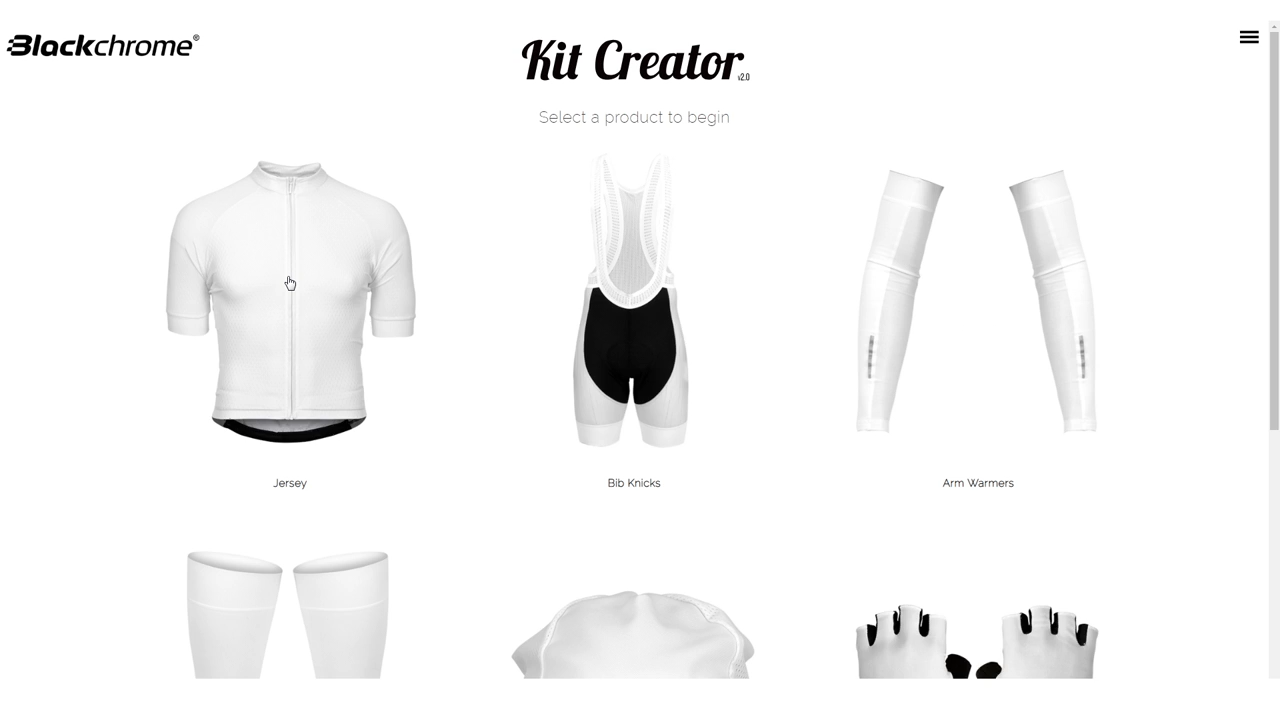 Blackchrome®
Kit Creator v2.0
Select a product to begin
Jersey
Bib Knicks
Arm Warmers